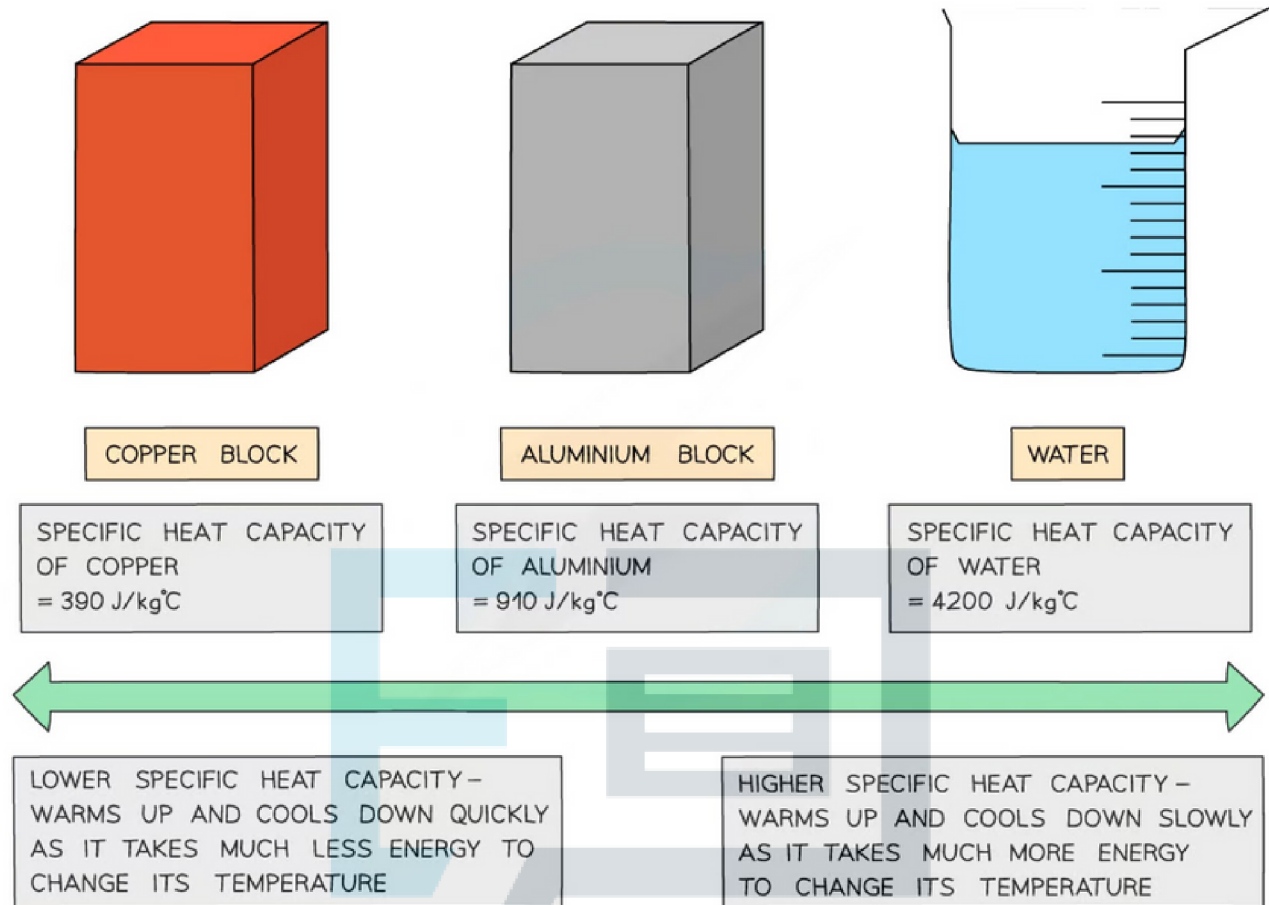 COPPER BLOCK
ALUMINIUM BLOCK
WATER
SPECIFIC HEAT CAPACITY
OF COPPER
= 390 J/kg°C
SPECIFIC HEAT CAPACITY
OF ALUMINIUM
= 910 J/kg°C
SPECIFIC HEAT CAPACITY
OF WATER
= 4200 J/kg°C
LOWER SPECIFIC HEAT CAPACITY –
WARMS UP AND COOLS DOWN QUICKLY
AS IT TAKES MUCH LESS ENERGY TO
CHANGE ITS TEMPERATURE
HIGHER SPECIFIC HEAT CAPACITY –
WARMS UP AND COOLS DOWN SLOWLY
AS IT TAKES MUCH MORE ENERGY
TO CHANGE ITS TEMPERATURE